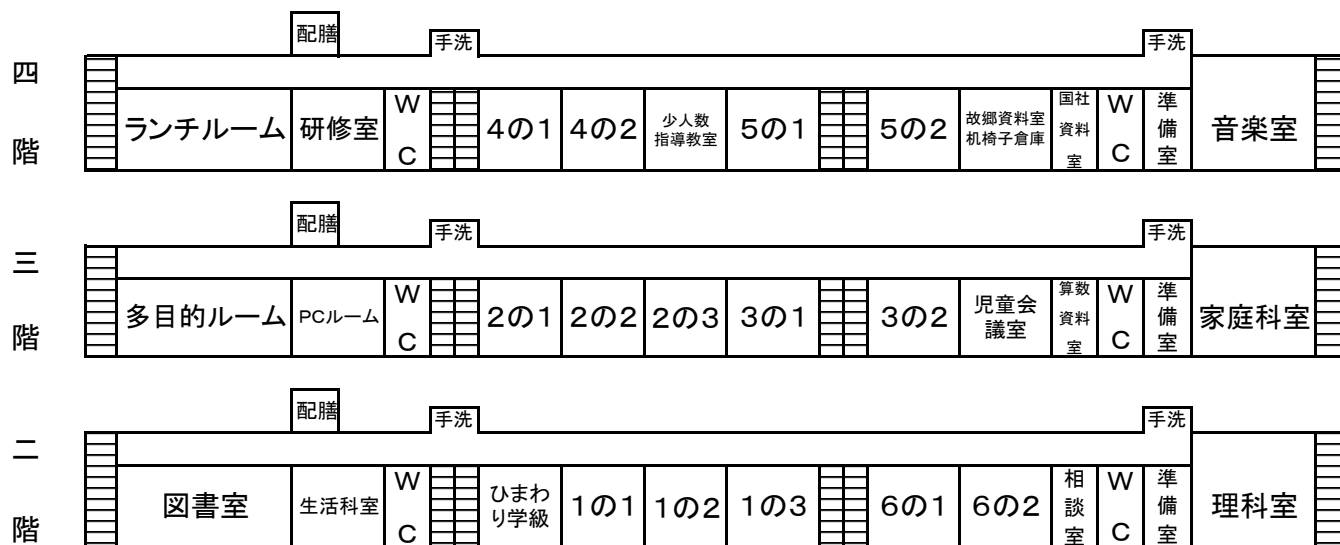 配膳
手洗
手洗
四階
ランチルーム
研修室
WC
4の1
4の2
少人数
指導教室
5の1
5の2
故郷資料室
机椅子倉庫
国社
資料
室
WC
準備室
音楽室
配膳
手洗
手洗
三階
多目的ルーム
PCルーム
WC
2の1
2の2
2の3
3の1
3の2
児童会
議室
算数
資料
室
WC
準備室
家庭科室
配膳
手洗
手洗
二階
図書室
生活科室
WC
ひまわ
り学級
1の1
1の2
1の3
6の1
6の2
相談室
WC
準備室
理科室